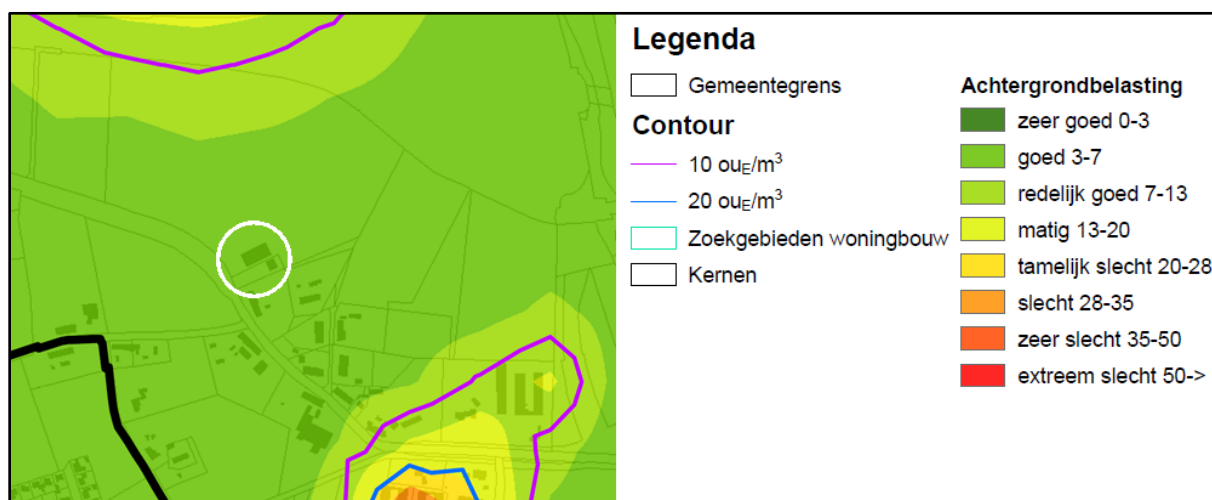 Legenda
Gemeentegrens
Contour
10 ouE/m³
20 ouE/m³
Zoekgebieden woningbouw
Kernen
Achtergrondbelasting
zeer goed 0-3
goed 3-7
redelijk goed 7-13
matig 13-20
tamelijk slecht 20-28
slecht 28-35
zeer slecht 35-50
extreem slecht 50->